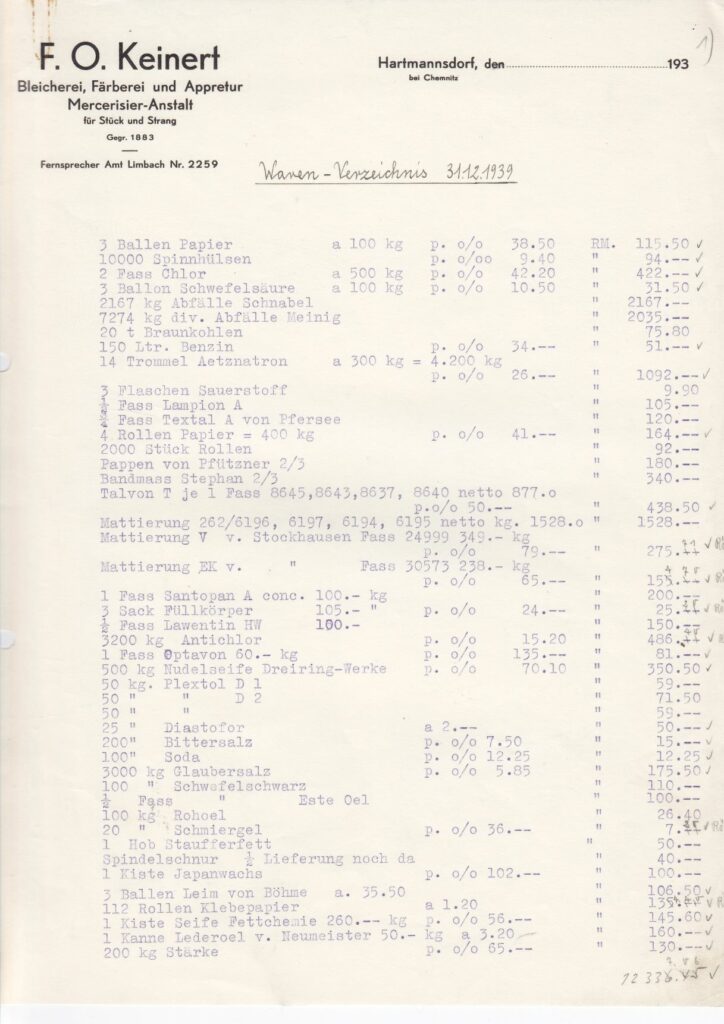 1)
F. O. Keinert
Bleicherei, Färberei und Appretur
Mercerisier-Anstalt
für Stück und Strang
Gegr. 1883
Fernsprecher Amt Limbach Nr. 2259
Hartmannsdorf, den 193
bei Chemnitz
Waren-Verzeichnis 31.12.1939
3 Ballen Papier a 100 kg p. o/o 38.50 RM. 115.50 ✓
10000 Spinnhülsen p. o/oo 9.40 " 94.-- ✓
2 Fass Chlor a 500 kg p. o/o 42.20 " 422.-- ✓
3 Ballon Schwefelsäure a 100 kg p. o/o 10.50 " 31.50 ✓
2167 kg Abfälle Schnabel " 2167.--
7274 kg div. Abfälle Meinig " 2035.--
20 t Braunkohlen " 75.80
150 Ltr. Benzin p. o/o 34.-- " 51.-- ✓
14 Trommel Aetznatron a 300 kg = 4.200 kg
p. o/o 26.-- " 1092.-- ✓
3 Flaschen Sauerstoff " 9.90
½ Fass Lampion A " 105.--
Fass Textal A von Pfersee " 120.--
4 Rollen Papier = 400 kg p. o/o 41.-- " 164.-- ✓
2000 Stück Rollen " 92.--
Pappen von Pfützner 2/3 " 180.--
Bandmass Stephan 2/3 " 340.--
Talvon T je 1 Fass 8645,8643,8637, 8640 netto 877.o
p.o/o 50.-- " 438.50 ✓
Mattierung 262/6196, 6197, 6194, 6195 netto kg. 1528.o " 1528.--
Mattierung V v. Stockhausen Fass 24999 349.- kg
p. o/o 79.-- " 275. ✓
Mattierung EK v. " Fass 30573 238.- kg
p. o/o 65.-- " ✓
1 Fass Santopan A conc. 100.- kg " 200.--
3 Sack Füllkörper 105.- " p. o/o 24.-- " 25. ✓
½ Fass Lawentin HW 100.- " 150.--
3200 kg Antichlor p. o/o 15.20 " 486. ✓
1 Fass Optavon 60.- kg p. o/o 135.-- " 81.-- ✓
500 kg Nudelseife Dreiring-Werke p. o/o 70.10 " 350.50 ✓
50 kg. Plextol D 1 " 59.--
50 " " D 2 " 71.50
50 " " " 59.--
25 " Diastofor a 2.-- " 50.-- ✓
200" Bittersalz p. o/o 7.50 " 15.-- ✓
100" Soda p. o/o 12.25 " 12.25 ✓
3000 kg Glaubersalz p. o/o 5.85 " 175.50 ✓
100 " Schwefelschwarz " 110.--
½ Fass " Este Oel " 100.--
100 kg Rohoel " 26.40
20 " Schmiergel p. o/o 36.-- " 7. ✓
1 Hob Staufferfett " 50.--
Spindelschnur ½ Lieferung noch da " 40.--
1 Kiste Japanwachs p. o/o 102.-- " 100.--
3 Ballen Leim von Böhme a. 35.50 " 106.50 ✓
112 Rollen Klebepapier a 1.20 " ✓
1 Kiste Seife Fettchemie 260.-- kg p. o/o 56.-- " 145.60 ✓
1 Kanne Lederoel v. Neumeister 50.- kg a 3.20 " 160.-- ✓
200 kg Stärke p. o/o 65.-- " 130.-- ✓